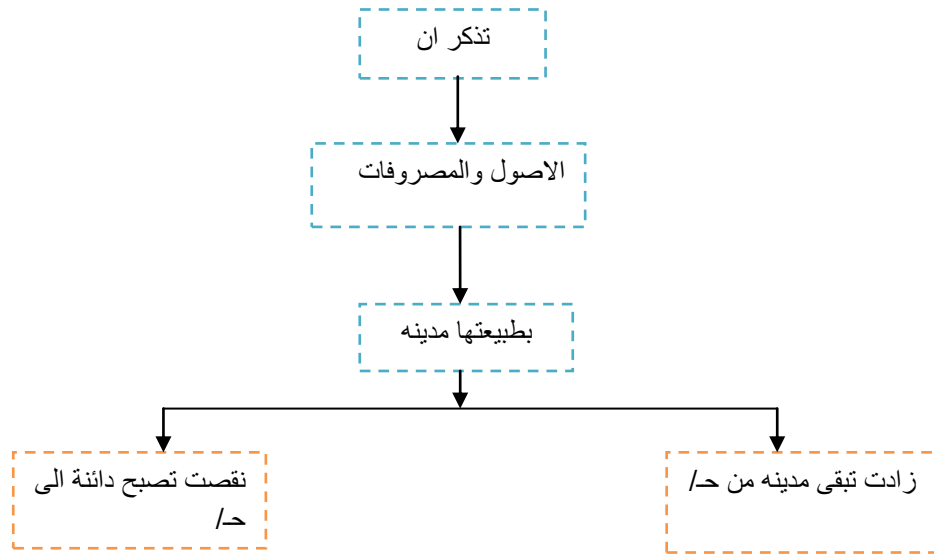 تذكر ان
الاصول والمصروفات
بطبيعتها مدينه
زادت تبقى مدينه من حـ/
نقصت تصبح دائنة الى
حـ/